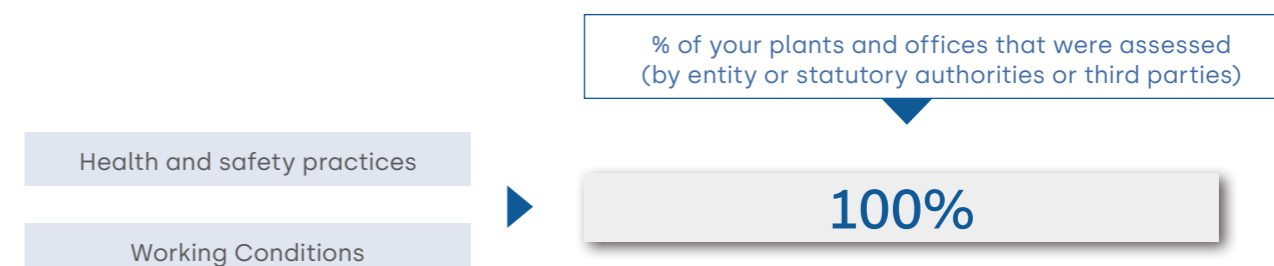 % of your plants and offices that were assessed
(by entity or statutory authorities or third parties)
Health and safety practices
100%
Working Conditions